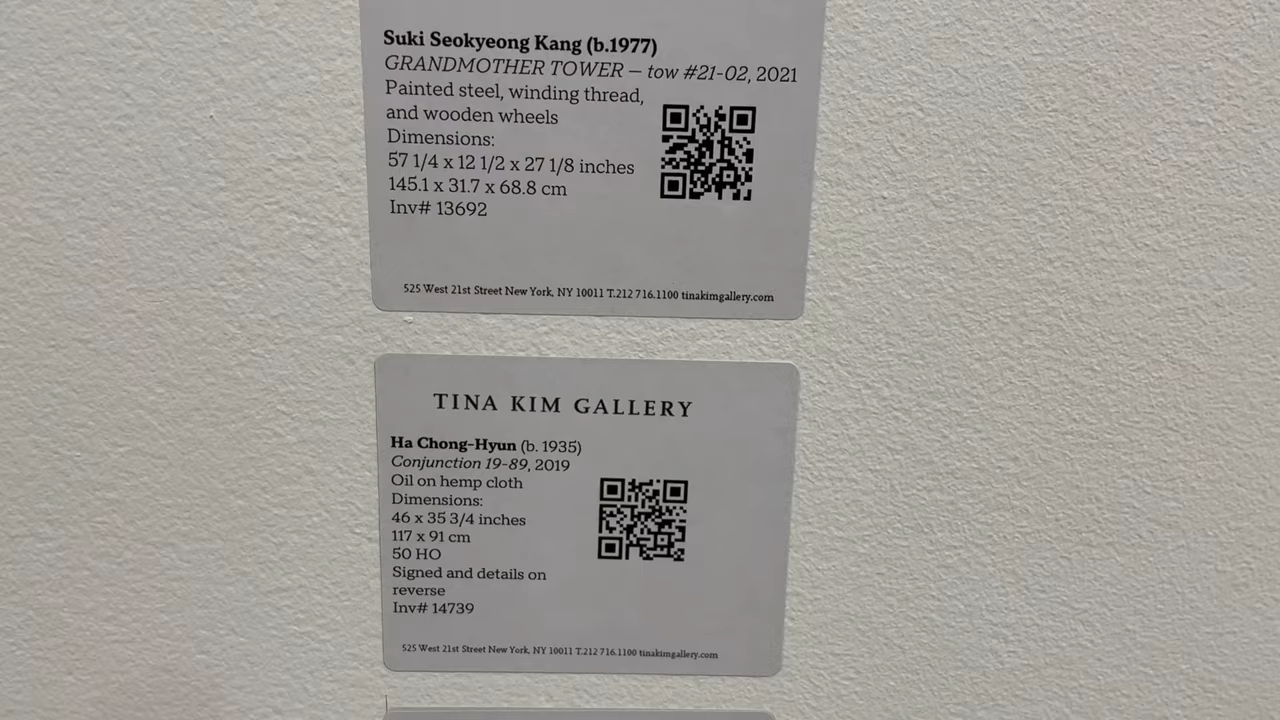 Suki Seokyeong Kang (b.1977)
GRANDMOTHER TOWER – tow #21-02, 2021
Painted steel, winding thread,
and wooden wheels
Dimensions:
57 1/4 x 12 1/2 x 27 1/8 inches
145.1 x 31.7 x 68.8 cm
Inv# 13692
525 West 21st Street New York, NY 10011 T.212 716.1100 tinakimgallery.com
TINA KIM GALLERY
Ha Chong-Hyun (b. 1935)
Conjunction 19-89, 2019
Oil on hemp cloth
Dimensions:
46 x 35 3/4 inches
117 x 91 cm
50 HO
Signed and details on
reverse
Inv# 14739
525 West 21st Street New York, NY 10011 T.212 716.1100 tinakimgallery.com